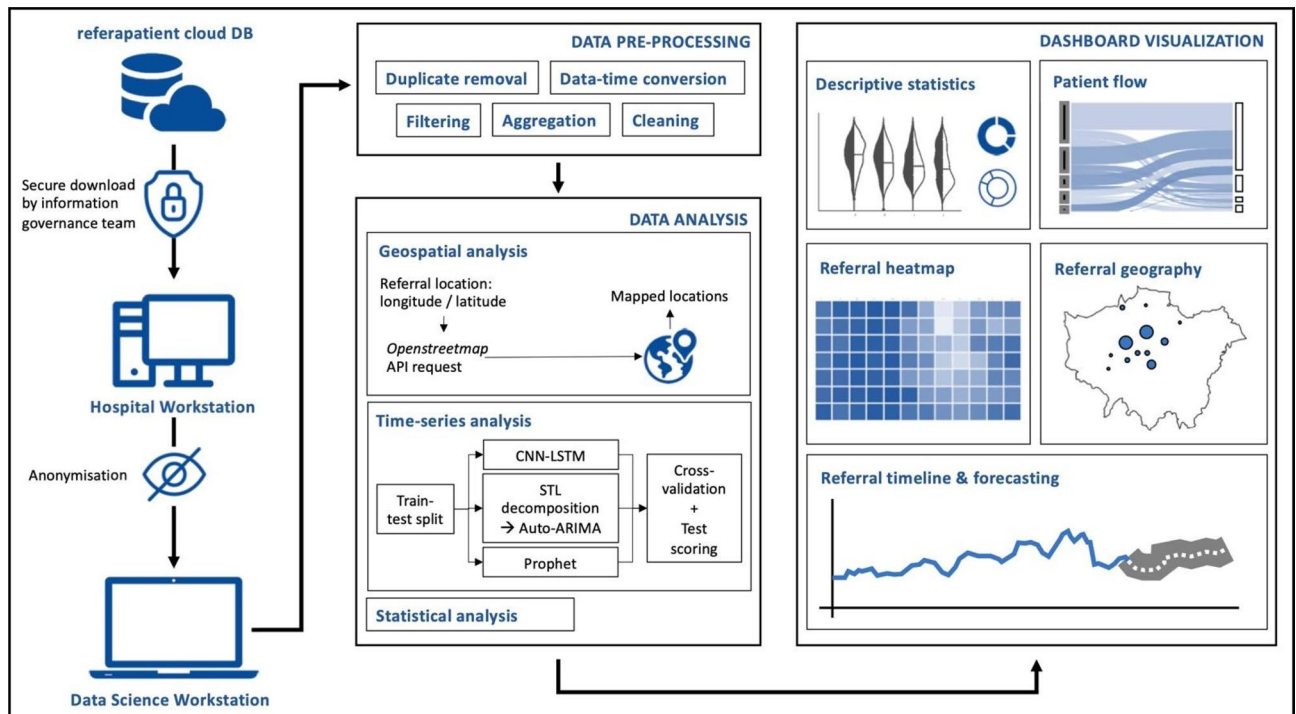 referapatient cloud DB
Secure download
by information
governance team
Hospital Workstation
Anonymisation
Data Science Workstation
DATA PRE-PROCESSING
Duplicate removal
Data-time conversion
Filtering
Aggregation
Cleaning
DATA ANALYSIS
Geospatial analysis
Referral location:
longitude / latitude
Mapped locations
Openstreetmap
API request
Time-series analysis
Train-
test split
CNN-LSTM
STL
decomposition
→ Auto-ARIMA
Prophet
Cross-
validation
+
Test
scoring
Statistical analysis
DASHBOARD VISUALIZATION
Descriptive statistics
Patient flow
Referral heatmap
Referral geography
Referral timeline & forecasting